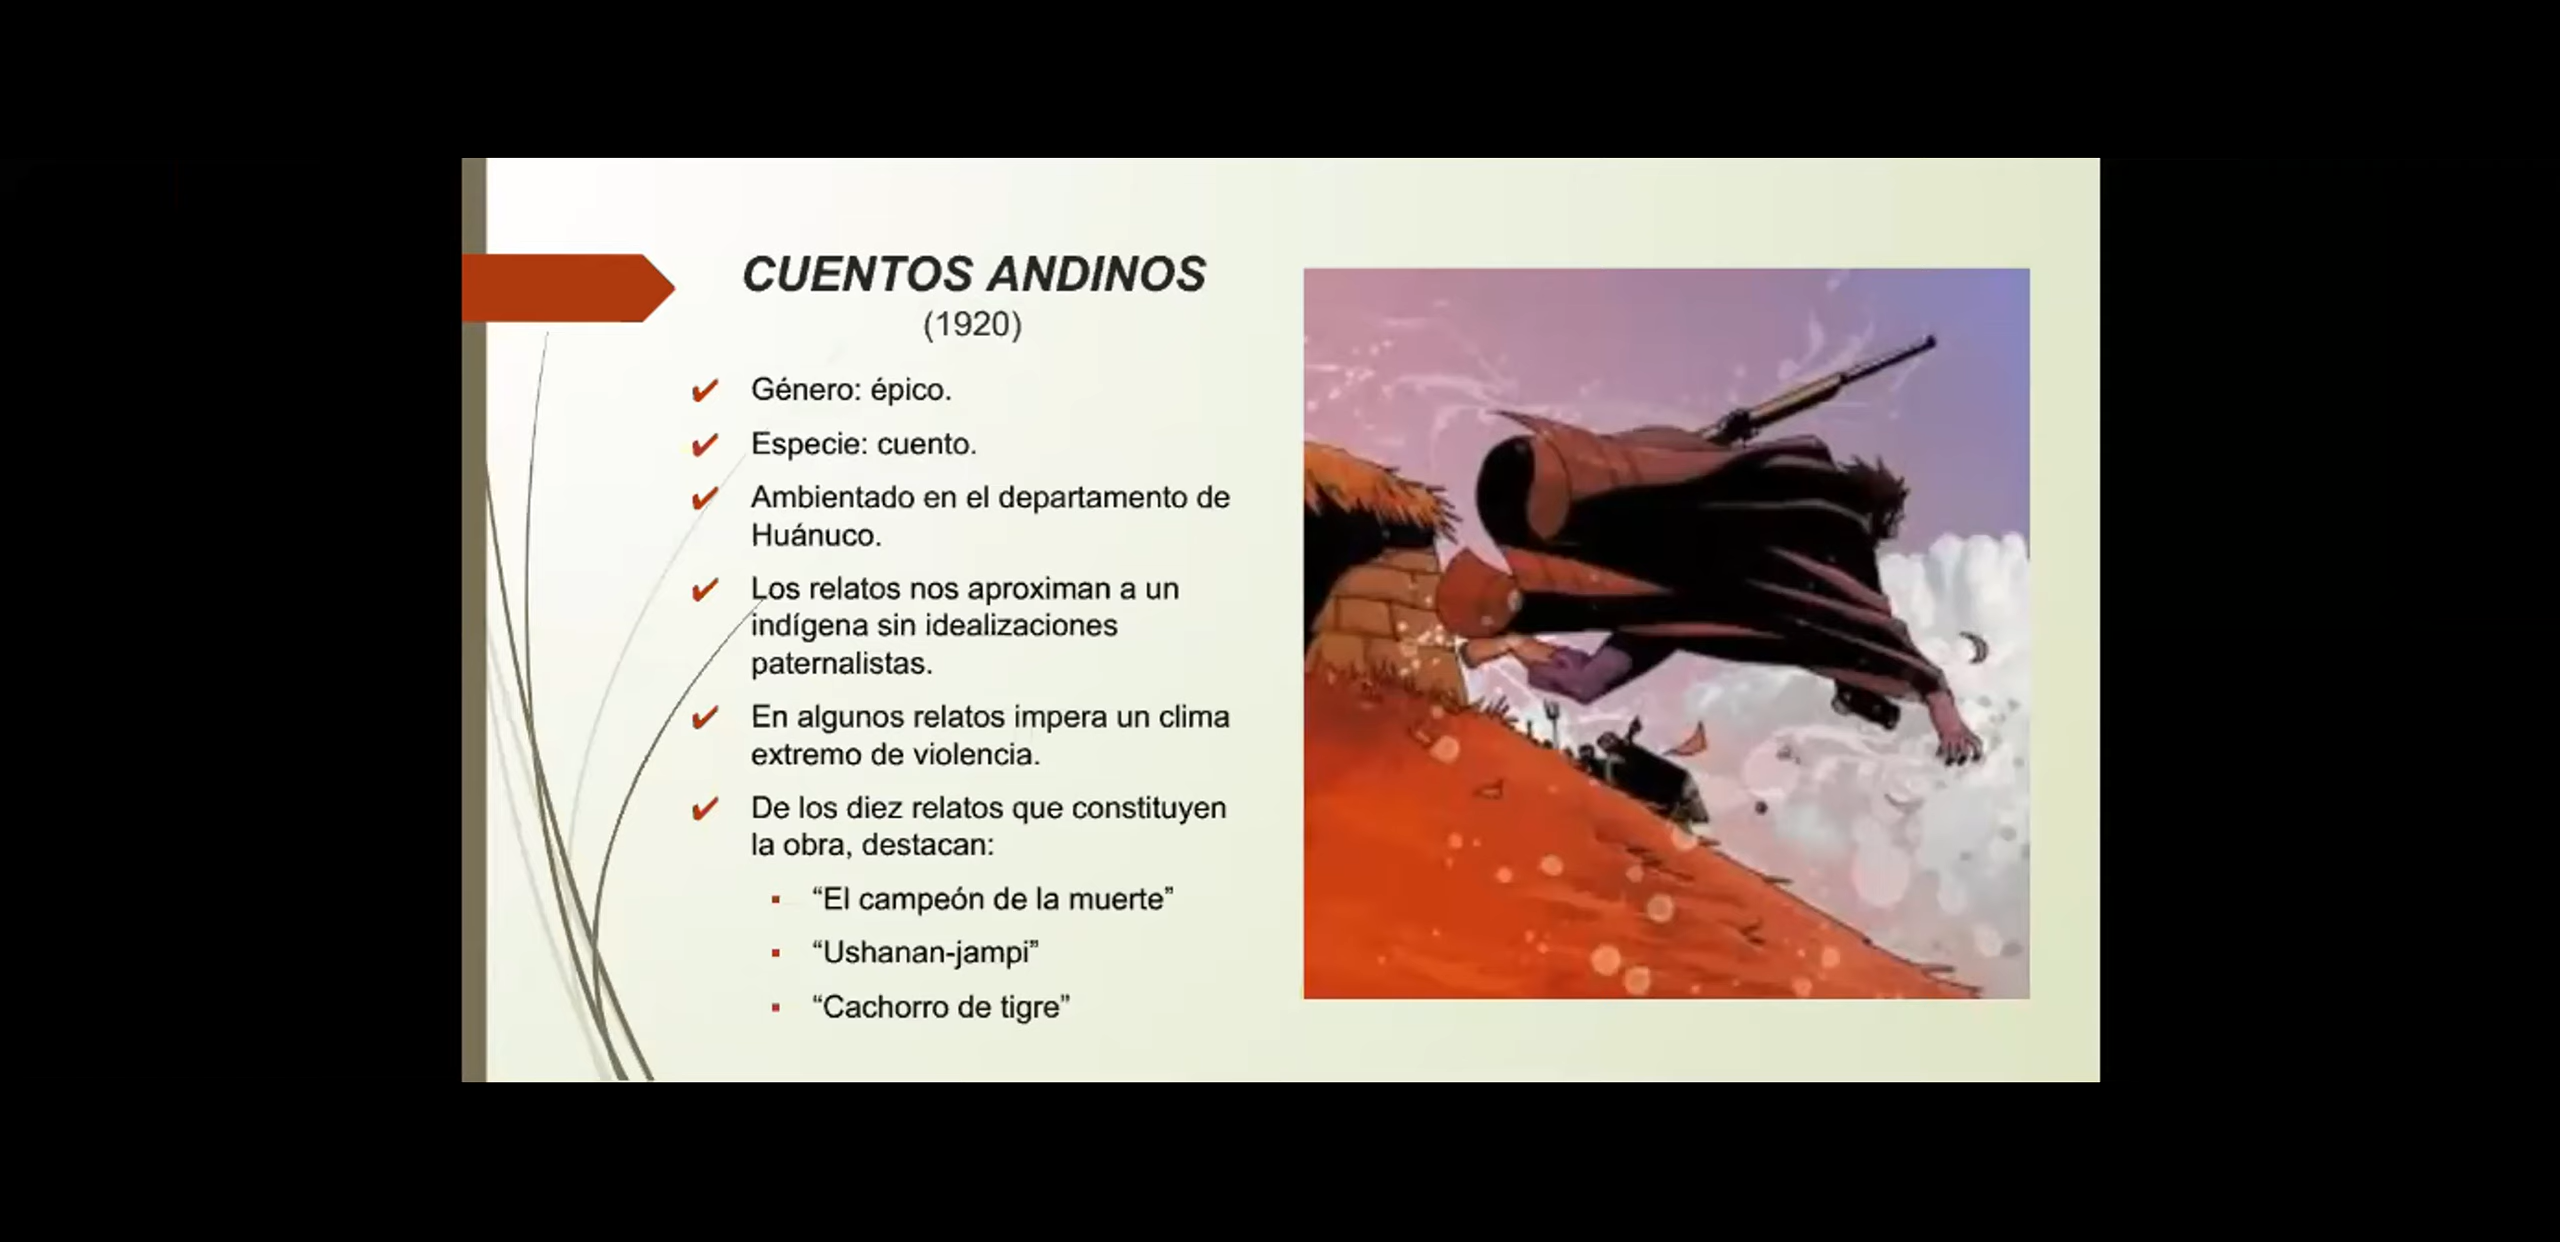 CUENTOS ANDINOS
(1920)
Género: épico.
Especie: cuento.
Ambientado en el departamento de
Huánuco.
Los relatos nos aproximan a un
indígena sin idealizaciones
paternalistas.
En algunos relatos impera un clima
extremo de violencia.
De los diez relatos que constituyen
la obra, destacan:
“El campeón de la muerte”
“Ushanan-jampi”
“Cachorro de tigre”